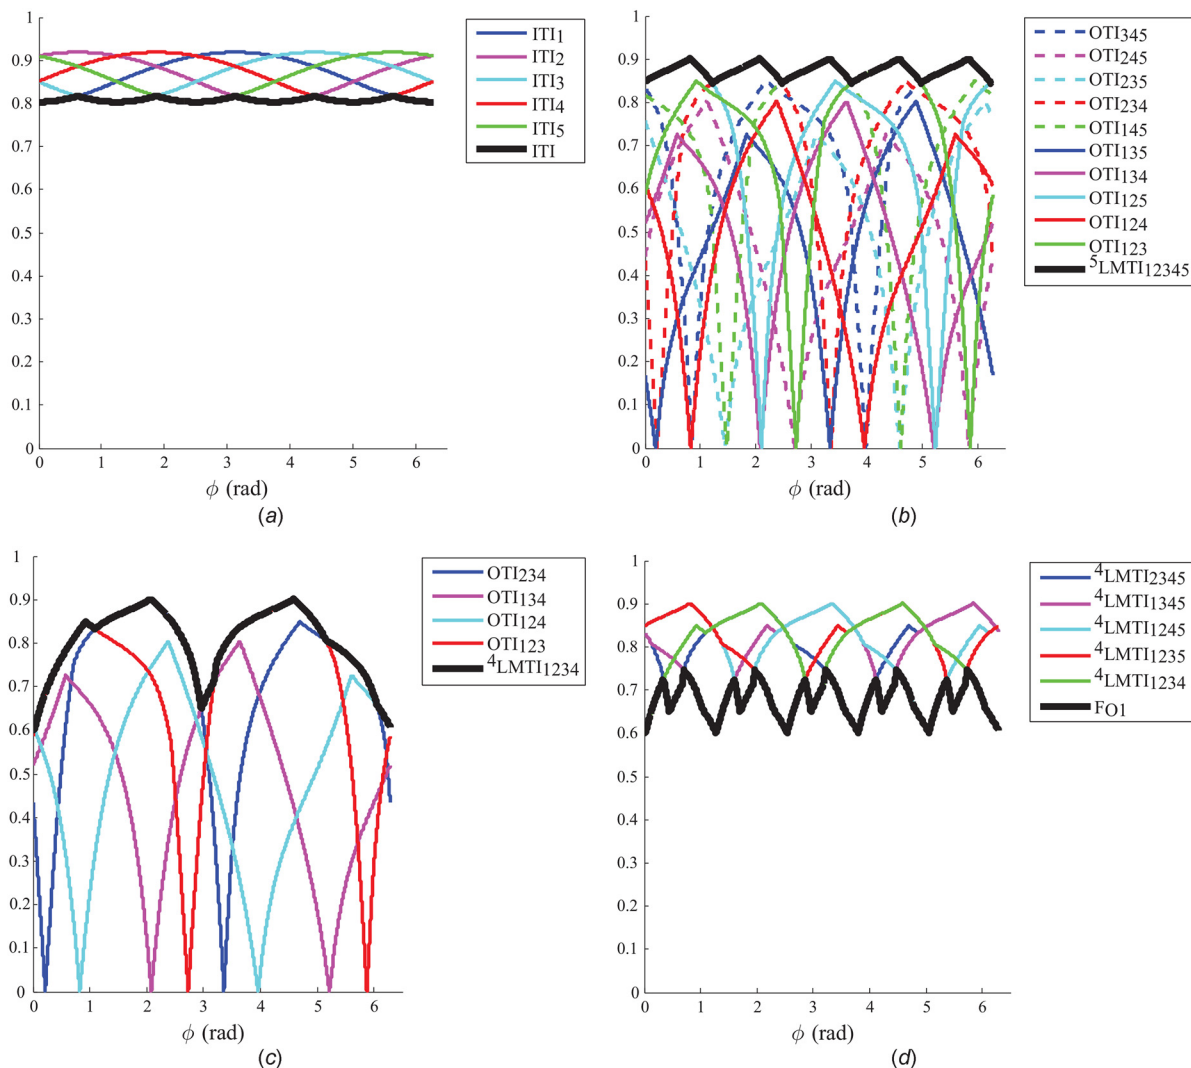 1
0.9
0.8
0.7
0.6
0.5
0.4
0.3
0.2
0.1
0
0 1 2 3 4 5 6
ϕ (rad)
(a)
ITI1
ITI2
ITI3
ITI4
ITI5
ITI
1
0.9
0.8
0.7
0.6
0.5
0.4
0.3
0.2
0.1
0
0 1 2 3 4 5 6
ϕ (rad)
(b)
OTI345
OTI245
OTI235
OTI234
OTI145
OTI135
OTI134
OTI125
OTI124
OTI123
5LMTI12345
1
0.9
0.8
0.7
0.6
0.5
0.4
0.3
0.2
0.1
0
0 1 2 3 4 5 6
ϕ (rad)
(c)
OTI234
OTI134
OTI124
OTI123
4LMTI1234
1
0.9
0.8
0.7
0.6
0.5
0.4
0.3
0.2
0.1
0
0 1 2 3 4 5 6
ϕ (rad)
(d)
4LMTI2345
4LMTI1345
4LMTI1245
4LMTI1235
4LMTI1234
FO1